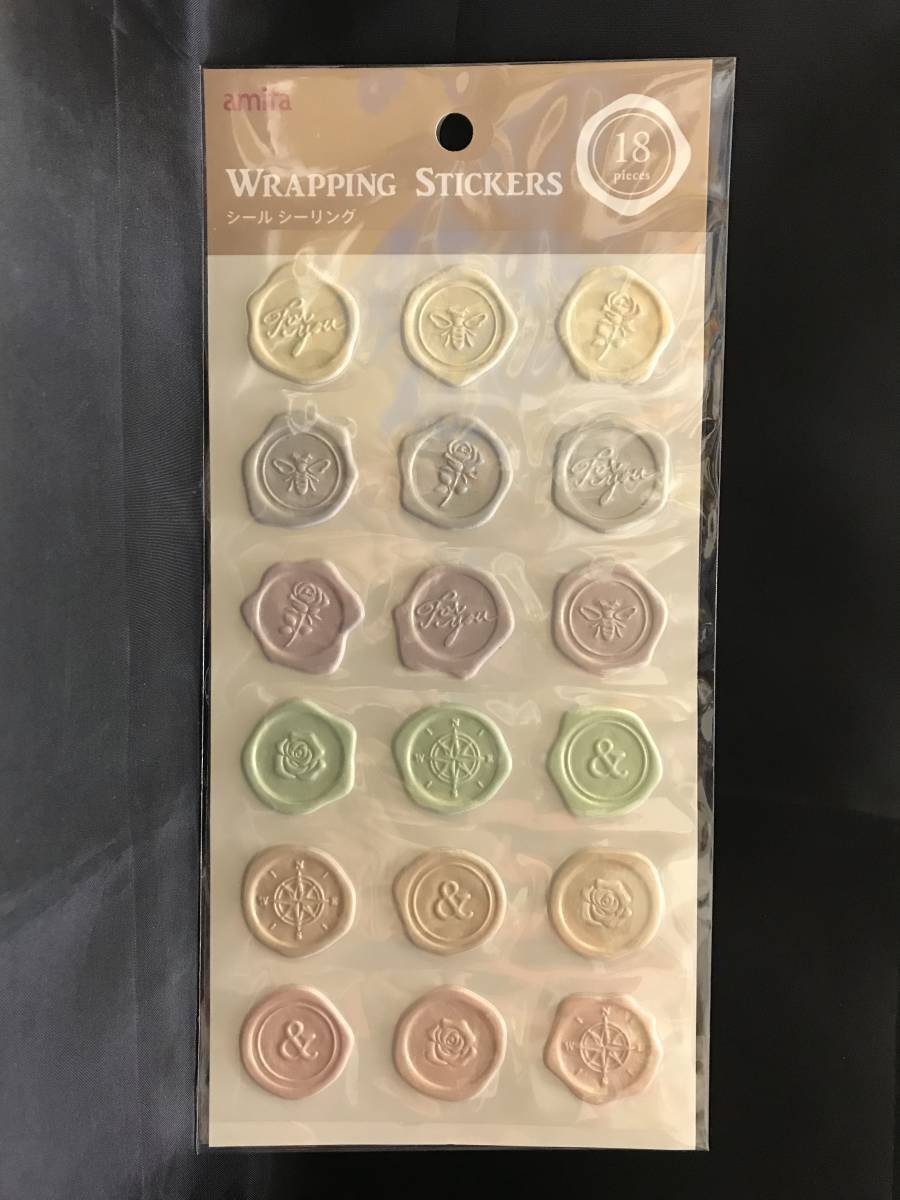 amifa
18
pieces
WRAPPING STICKERS
シール シーリング
For you
For you
For you
N
W E
S
&
N
W E
S
&
&
N
W E
S